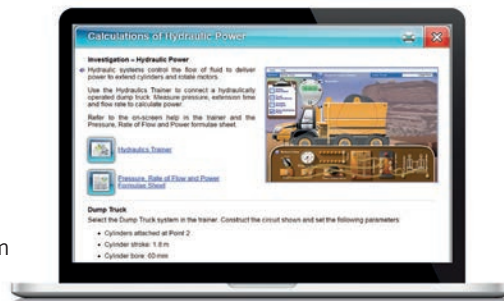 Calculations of Hydraulic Power
Investigation – Hydraulic Power
Hydraulic systems control the flow of fluid to deliver
power to extend cylinders and rotate motors.
Use the Hydraulics Trainer to connect a hydraulically
operated dump truck. Measure pressure, extension time
and flow rate to calculate power.
Refer to the on-screen help in the trainer and the
Pressure, Rate of Flow and Power formulae sheet.
Hydraulics Trainer
Pressure, Rate of Flow and Power
Formulae Sheet
Dump Truck
Select the Dump Truck system in the trainer. Construct the circuit shown and set the following parameters:
• Cylinders attached at Point 2
• Cylinder stroke: 1.8 m
• Cylinder bore: 60 mm
m